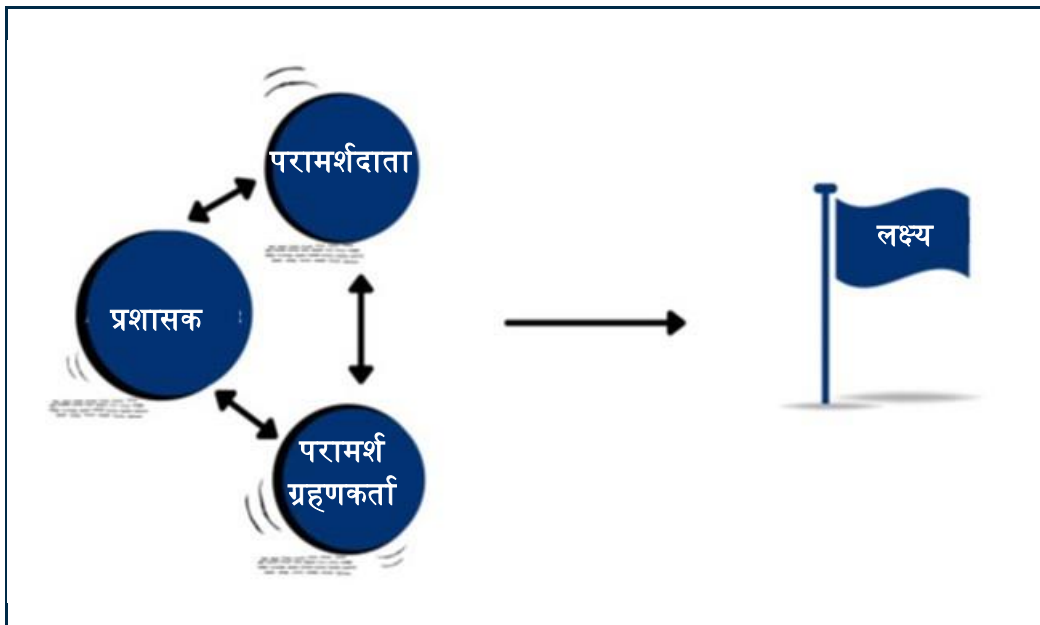 परामर्शदाता
लक्ष्य
प्रशासक
परामर्श
ग्रहणकर्ता